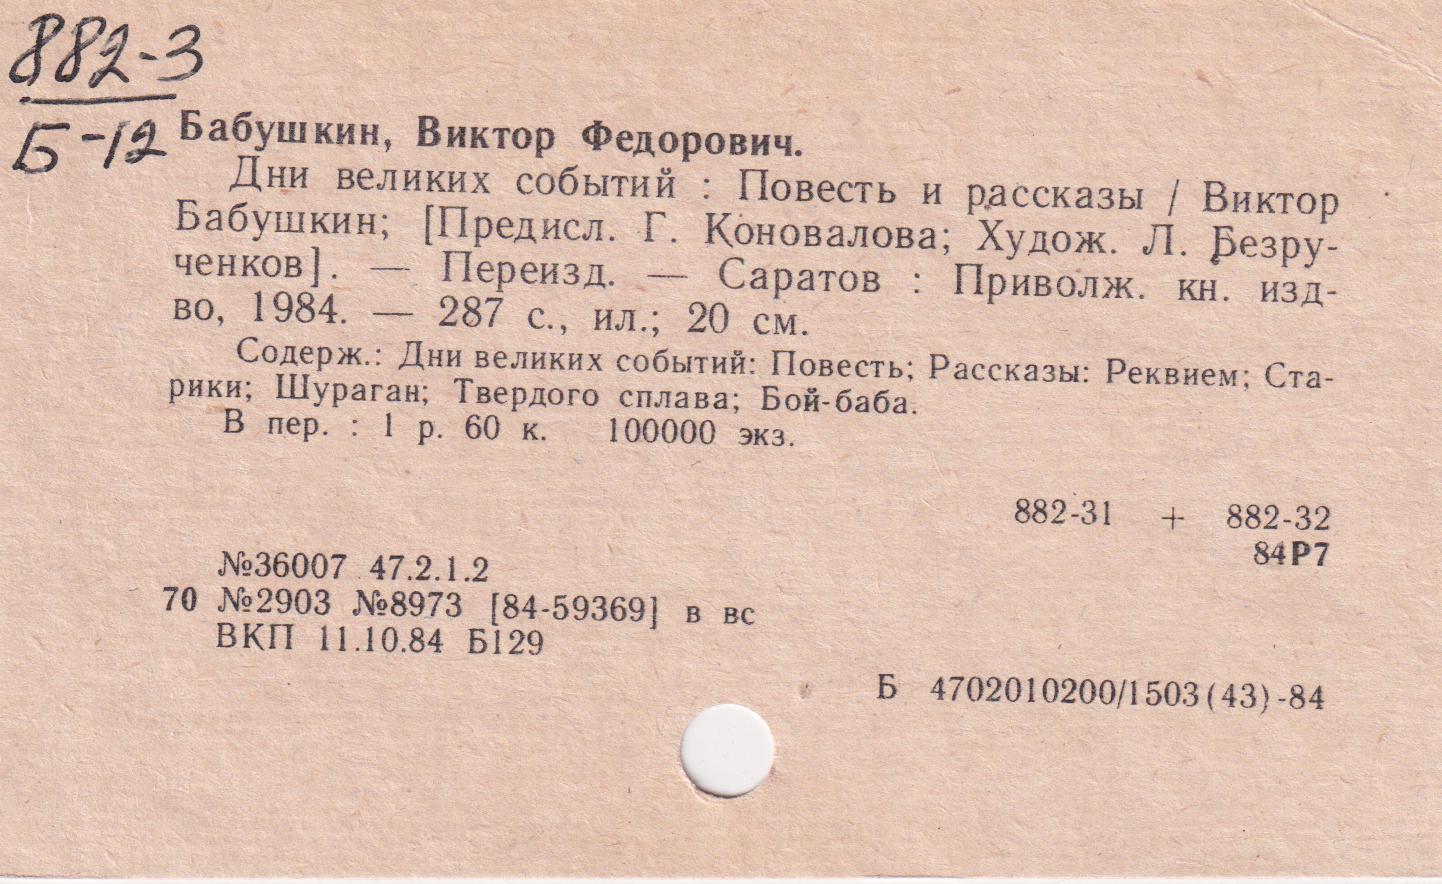 882-3
Б-12
Бабушкин, Виктор Федорович.
Дни великих событий : Повесть и рассказы / Виктор
Бабушкин; [Предисл. Г. Коновалова; Худож. Л. Безру-
ченков]. — Переизд. — Саратов : Приволж. кн. изд-
во, 1984. — 287 с., ил.; 20 см.
Содерж.: Дни великих событий: Повесть; Рассказы: Реквием; Ста-
рики; Шураган; Твердого сплава; Бой-баба.
В пер. : 1 р. 60 к. 100000 экз.
882-31 + 882-32
84Р7
№36007 47.2.1.2
70 №2903 №8973 [84-59369] в вс
ВКП 11.10.84 Б129
Б 4702010200/1503(43)-84